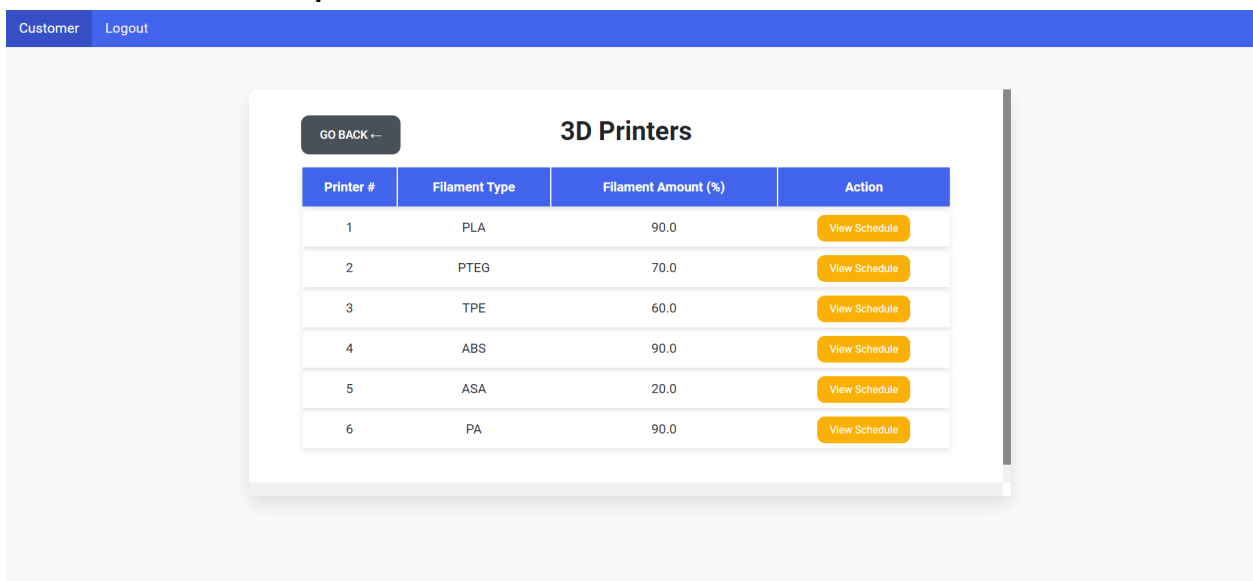 Customer Logout
GO BACK ← 3D Printers
Printer # Filament Type Filament Amount (%) Action
1 PLA 90.0 View Schedule
2 PTEG 70.0 View Schedule
3 TPE 60.0 View Schedule
4 ABS 90.0 View Schedule
5 ASA 20.0 View Schedule
6 PA 90.0 View Schedule